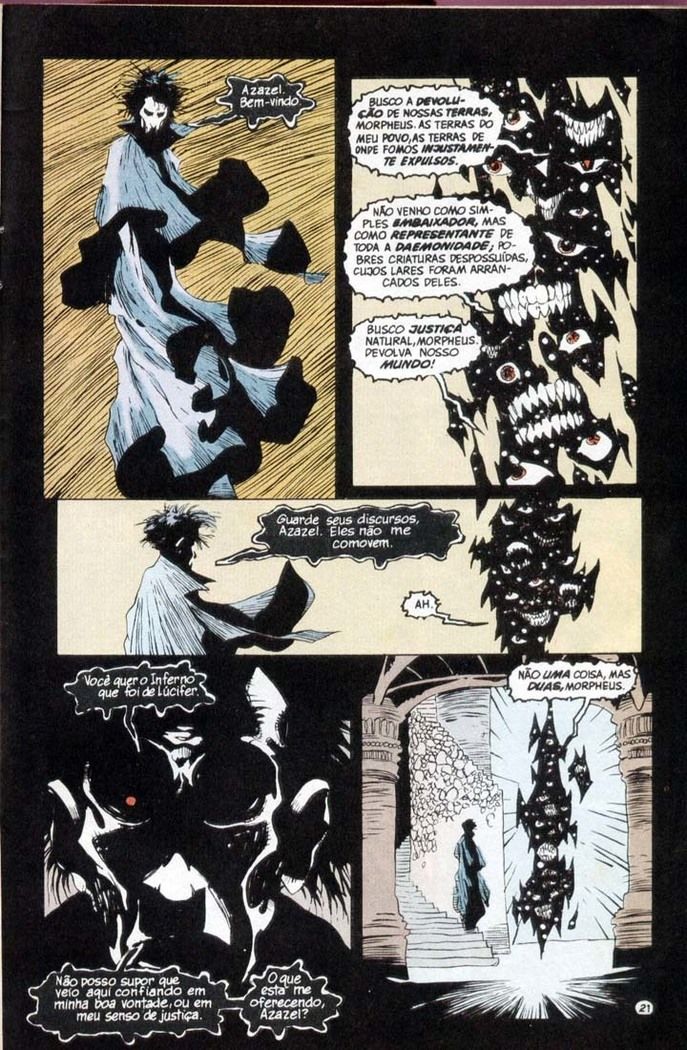 Azazel.
Bem-vindo.
BUSCO A DEVOLU-
ÇÃO DE NOSSAS TERRAS,
MORPHEUS. AS TERRAS DO
MEU POVO, AS TERRAS DE
ONDE FOMOS INJUSTAMEN-
TE EXPULSOS.
NÃO VENHO COMO SIM-
PLES EMBAIXADOR, MAS
COMO REPRESENTANTE DE
TODA A DAEMONIDADE; PO-
BRES CRIATURAS DESPOSSUÍDAS,
CUJOS LARES FORAM ARRAN-
CADOS DELES.
BUSCO JUSTIÇA
NATURAL, MORPHEUS.
DEVOLVA NOSSO
MUNDO!
Guarde seus discursos,
Azazel. Eles não me
comovem.
AH.
Você quer o Inferno
que foi de Lúcifer.
NÃO UMA COISA, MAS
DUAS, MORPHEUS.
Não posso supor que
veio aqui confiando em
minha boa vontade, ou em
meu senso de justiça.
O que
esta me
oferecendo,
Azazel?
21